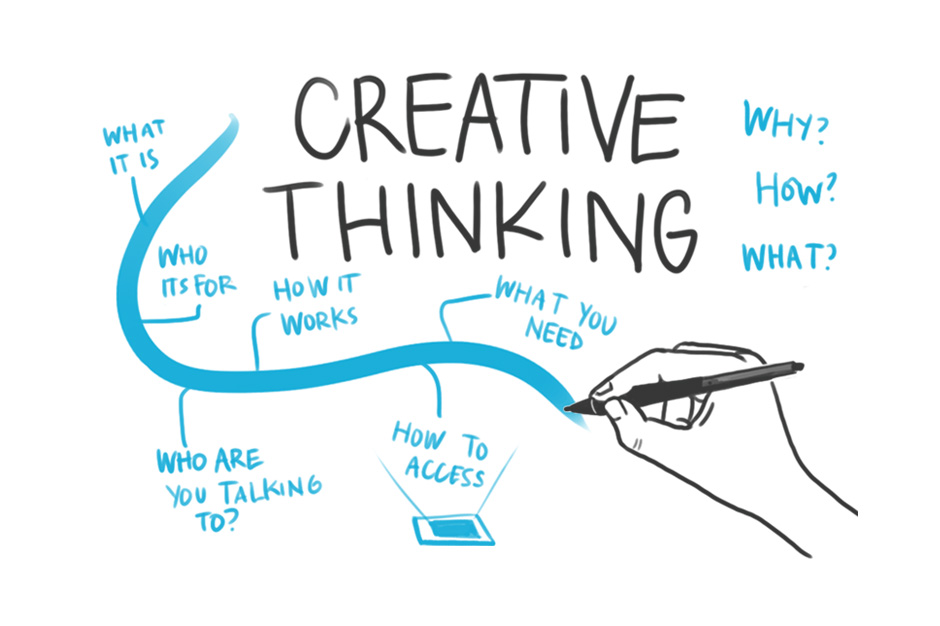 CREATIVE
THINKING
WHY?
HOW?
WHAT?
WHAT
IT IS
WHO
ITS FOR
HOW IT
WORKS
WHAT YOU
NEED
WHO ARE
YOU TALKING
TO?
HOW TO
ACCESS